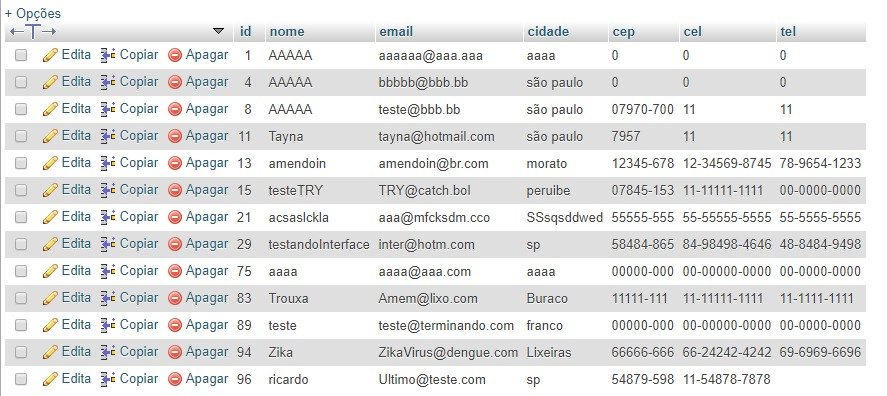 + Opções
id nome email cidade cep cel tel
Edita Copiar Apagar 1 AAAAA aaaaaa@aaa.aaa aaaa 0 0 0
Edita Copiar Apagar 4 AAAAA bbbbb@bbb.bb são paulo 0 0 0
Edita Copiar Apagar 8 AAAAA teste@bbb.bb são paulo 07970-700 11 11
Edita Copiar Apagar 11 Tayna tayna@hotmail.com são paulo 7957 11 11
Edita Copiar Apagar 13 amendoin amendoin@br.com morato 12345-678 12-34569-8745 78-9654-1233
Edita Copiar Apagar 15 testeTRY TRY@catch.bol peruibe 07845-153 11-11111-1111 00-0000-0000
Edita Copiar Apagar 21 acsaslckla aaa@mfcksdm.cco SSsqsddwed 55555-555 55-55555-5555 55-5555-5555
Edita Copiar Apagar 29 testandoInterface inter@hotm.com sp 58484-865 84-98498-4646 48-8484-9498
Edita Copiar Apagar 75 aaaa aaaa@aaa.com aaaa 00000-000 00-00000-0000 00-0000-0000
Edita Copiar Apagar 83 Trouxa Amem@lixo.com Buraco 11111-111 11-11111-1111 11-1111-1111
Edita Copiar Apagar 89 teste teste@terminando.com franco 00000-000 00-00000-0000 00-0000-0000
Edita Copiar Apagar 94 Zika ZikaVirus@dengue.com Lixeiras 66666-666 66-24242-4242 69-6969-6696
Edita Copiar Apagar 96 ricardo Ultimo@teste.com sp 54879-598 11-54878-7878